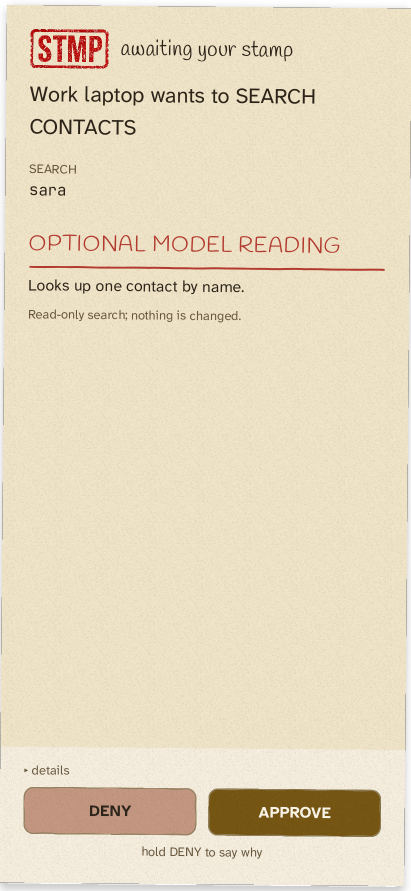 STMP awaiting your stamp
Work laptop wants to SEARCH
CONTACTS
SEARCH
sara
OPTIONAL MODEL READING
Looks up one contact by name.
Read-only search; nothing is changed.
▸ details
DENY
APPROVE
hold DENY to say why